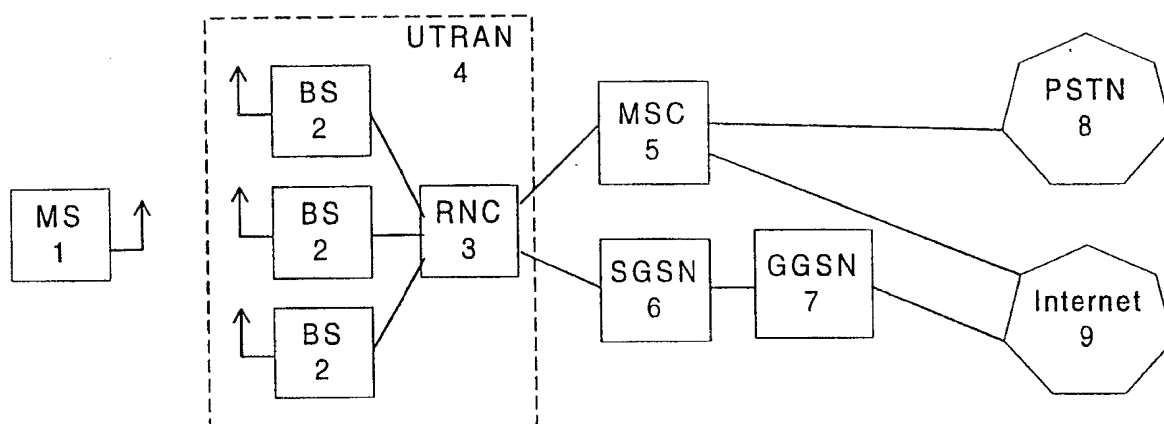 UTRAN
4
BS
2
BS
2
BS
2
MS
1
RNC
3
MSC
5
SGSN
6
GGSN
7
PSTN
8
Internet
9